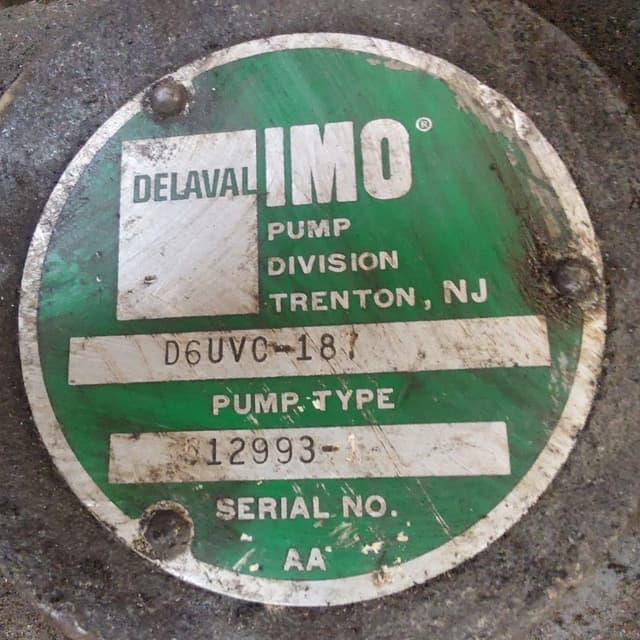 DELAVAL IMO®
PUMP
DIVISION
TRENTON, NJ
D6UVC-187
PUMP TYPE
12993-
SERIAL NO.
AA